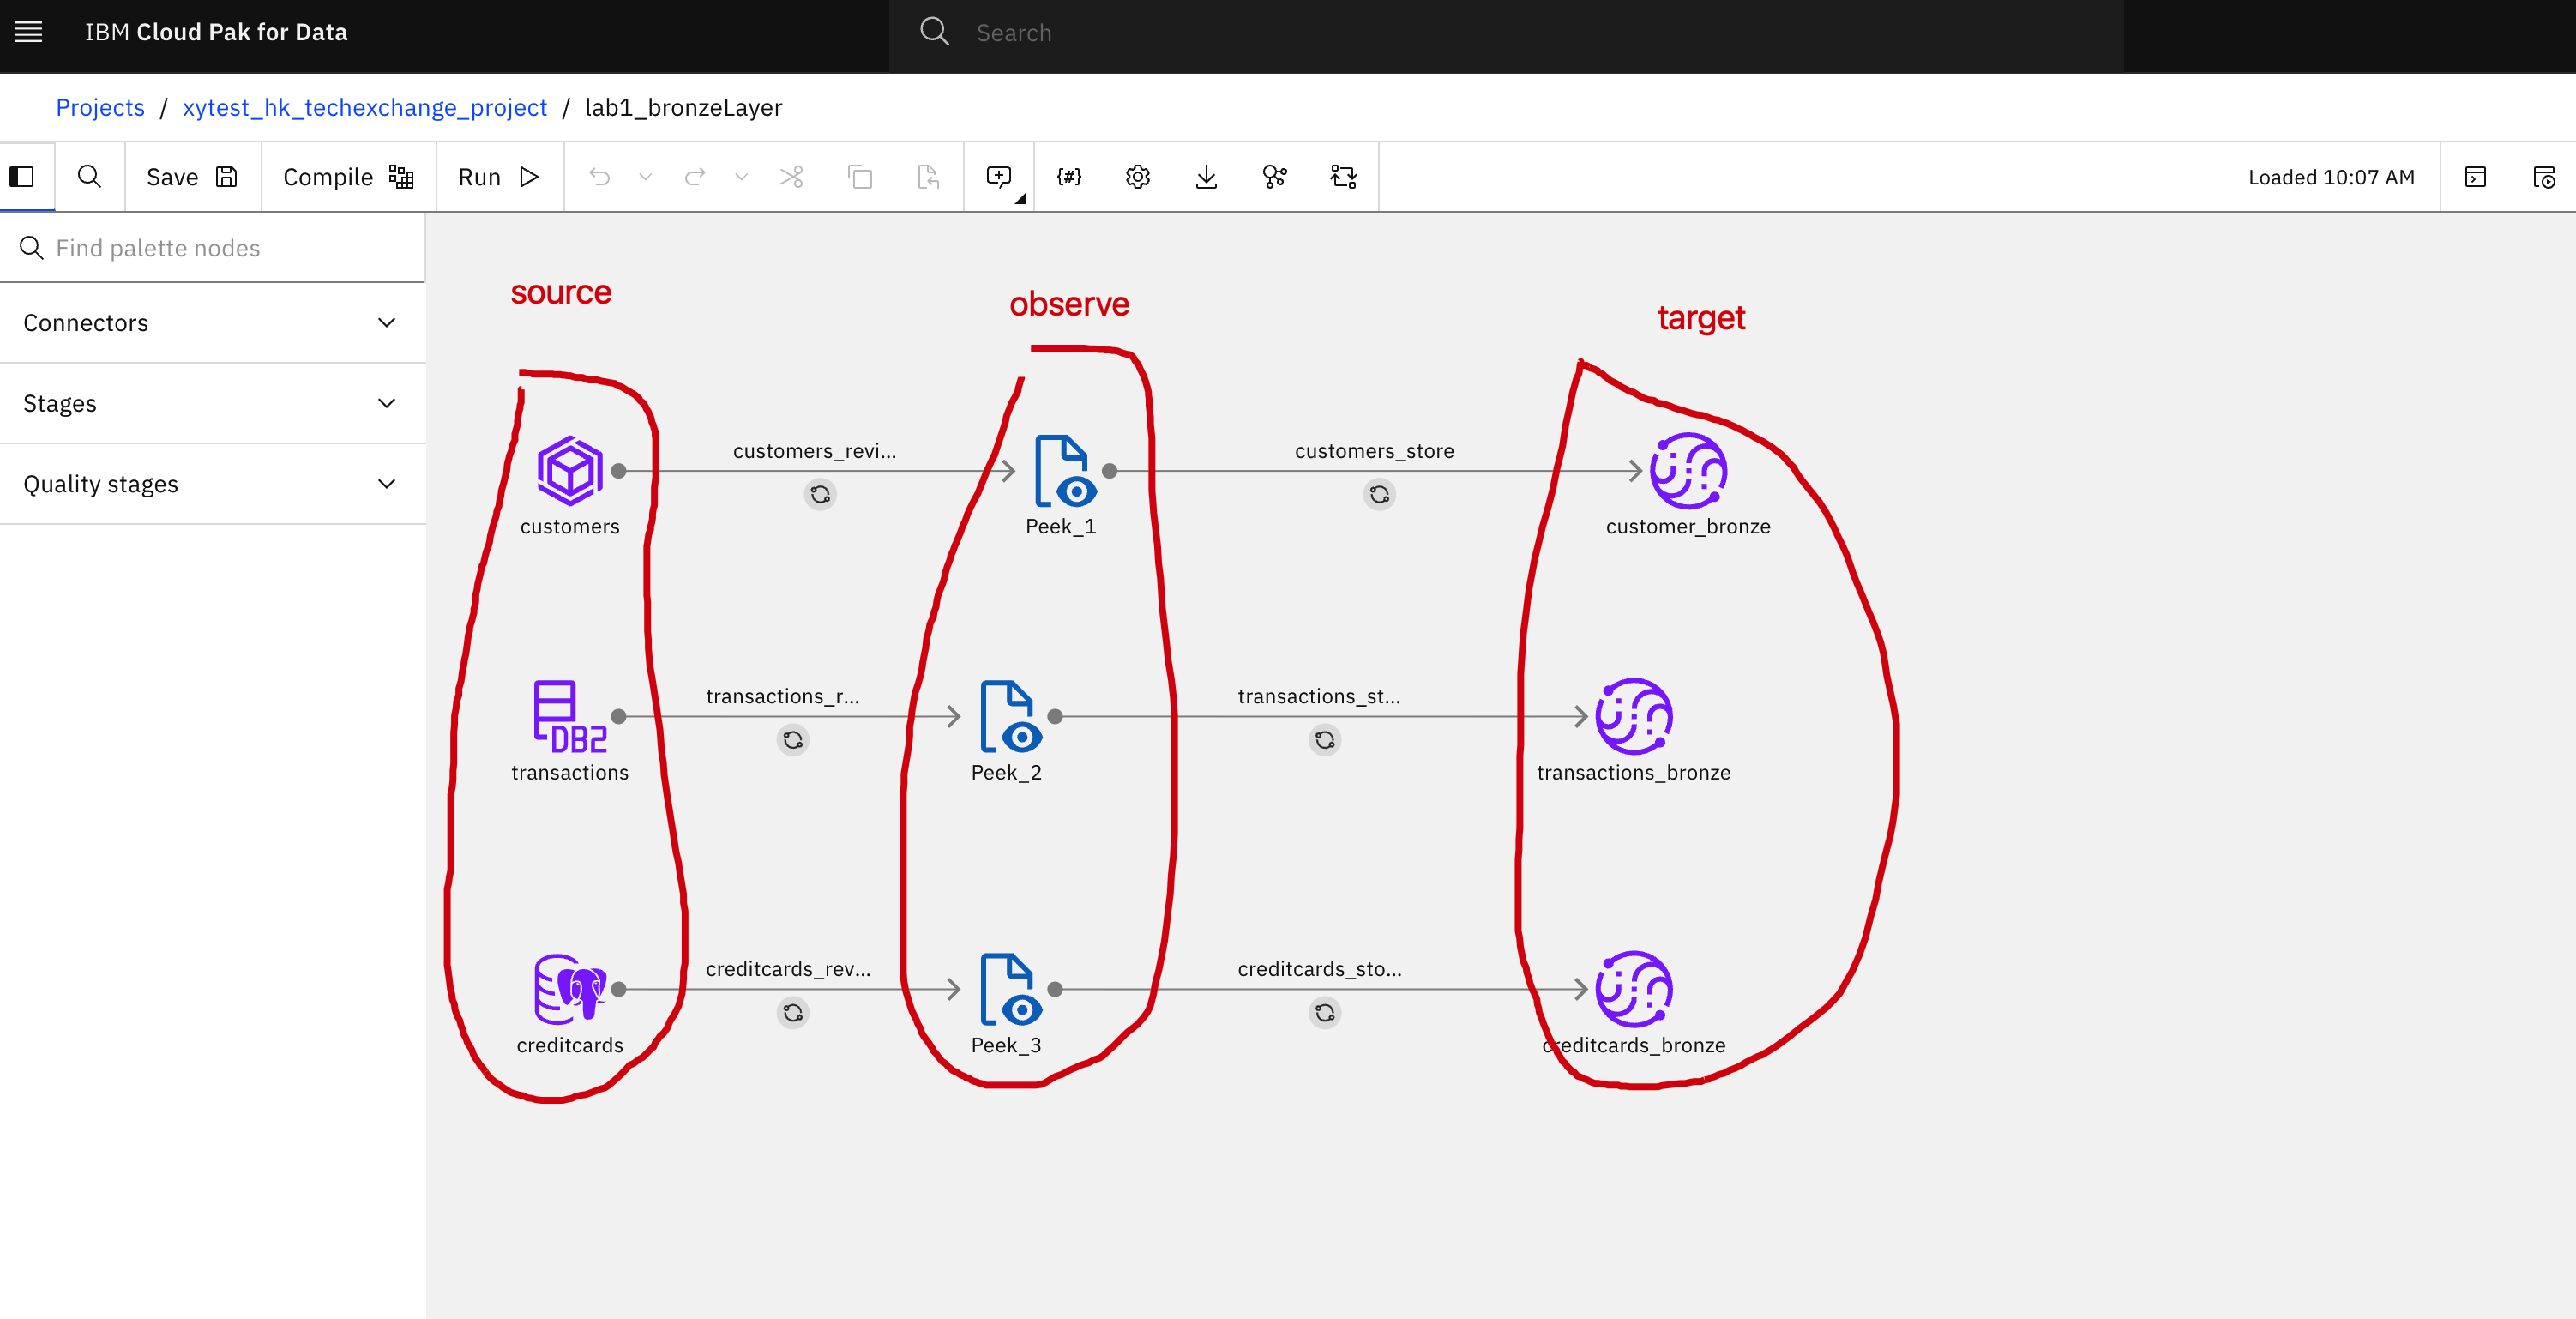 IBM Cloud Pak for Data
Search
Projects / xytest_hk_techexchange_project / lab1_bronzeLayer
Save
Compile
Run
{#}
Loaded 10:07 AM
Find palette nodes
Connectors
Stages
Quality stages
source
observe
target
customers_revi...
customers_store
customers
Peek_1
customer_bronze
transactions_r...
transactions_st...
DB2
transactions
Peek_2
transactions_bronze
creditcards_rev...
creditcards_sto...
creditcards
Peek_3
creditcards_bronze